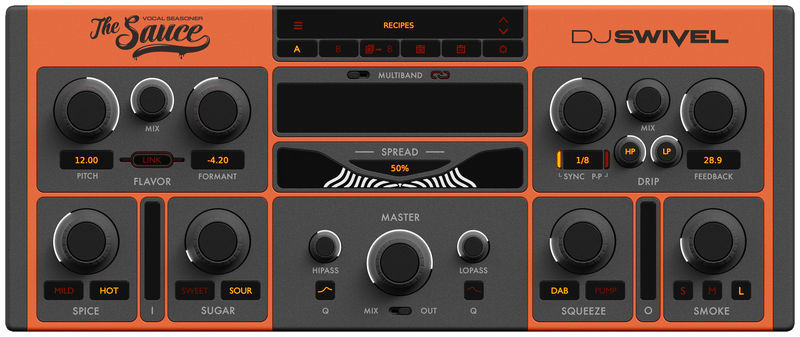 VOCAL SEASONER
The Sauce
RECIPES
A
B
B
DJ SWIVEL
MULTIBAND
MIX
12.00
LINK
-4.20
PITCH
FLAVOR
FORMANT
SPREAD
50%
MIX
HP
LP
1/8
28.9
SYNC
P-P
DRIP
FEEDBACK
MILD
HOT
SPICE
I
SWEET
SOUR
SUGAR
MASTER
HIPASS
LOPASS
Q
MIX
OUT
Q
DAB
PUMP
SQUEEZE
O
S
M
L
SMOKE